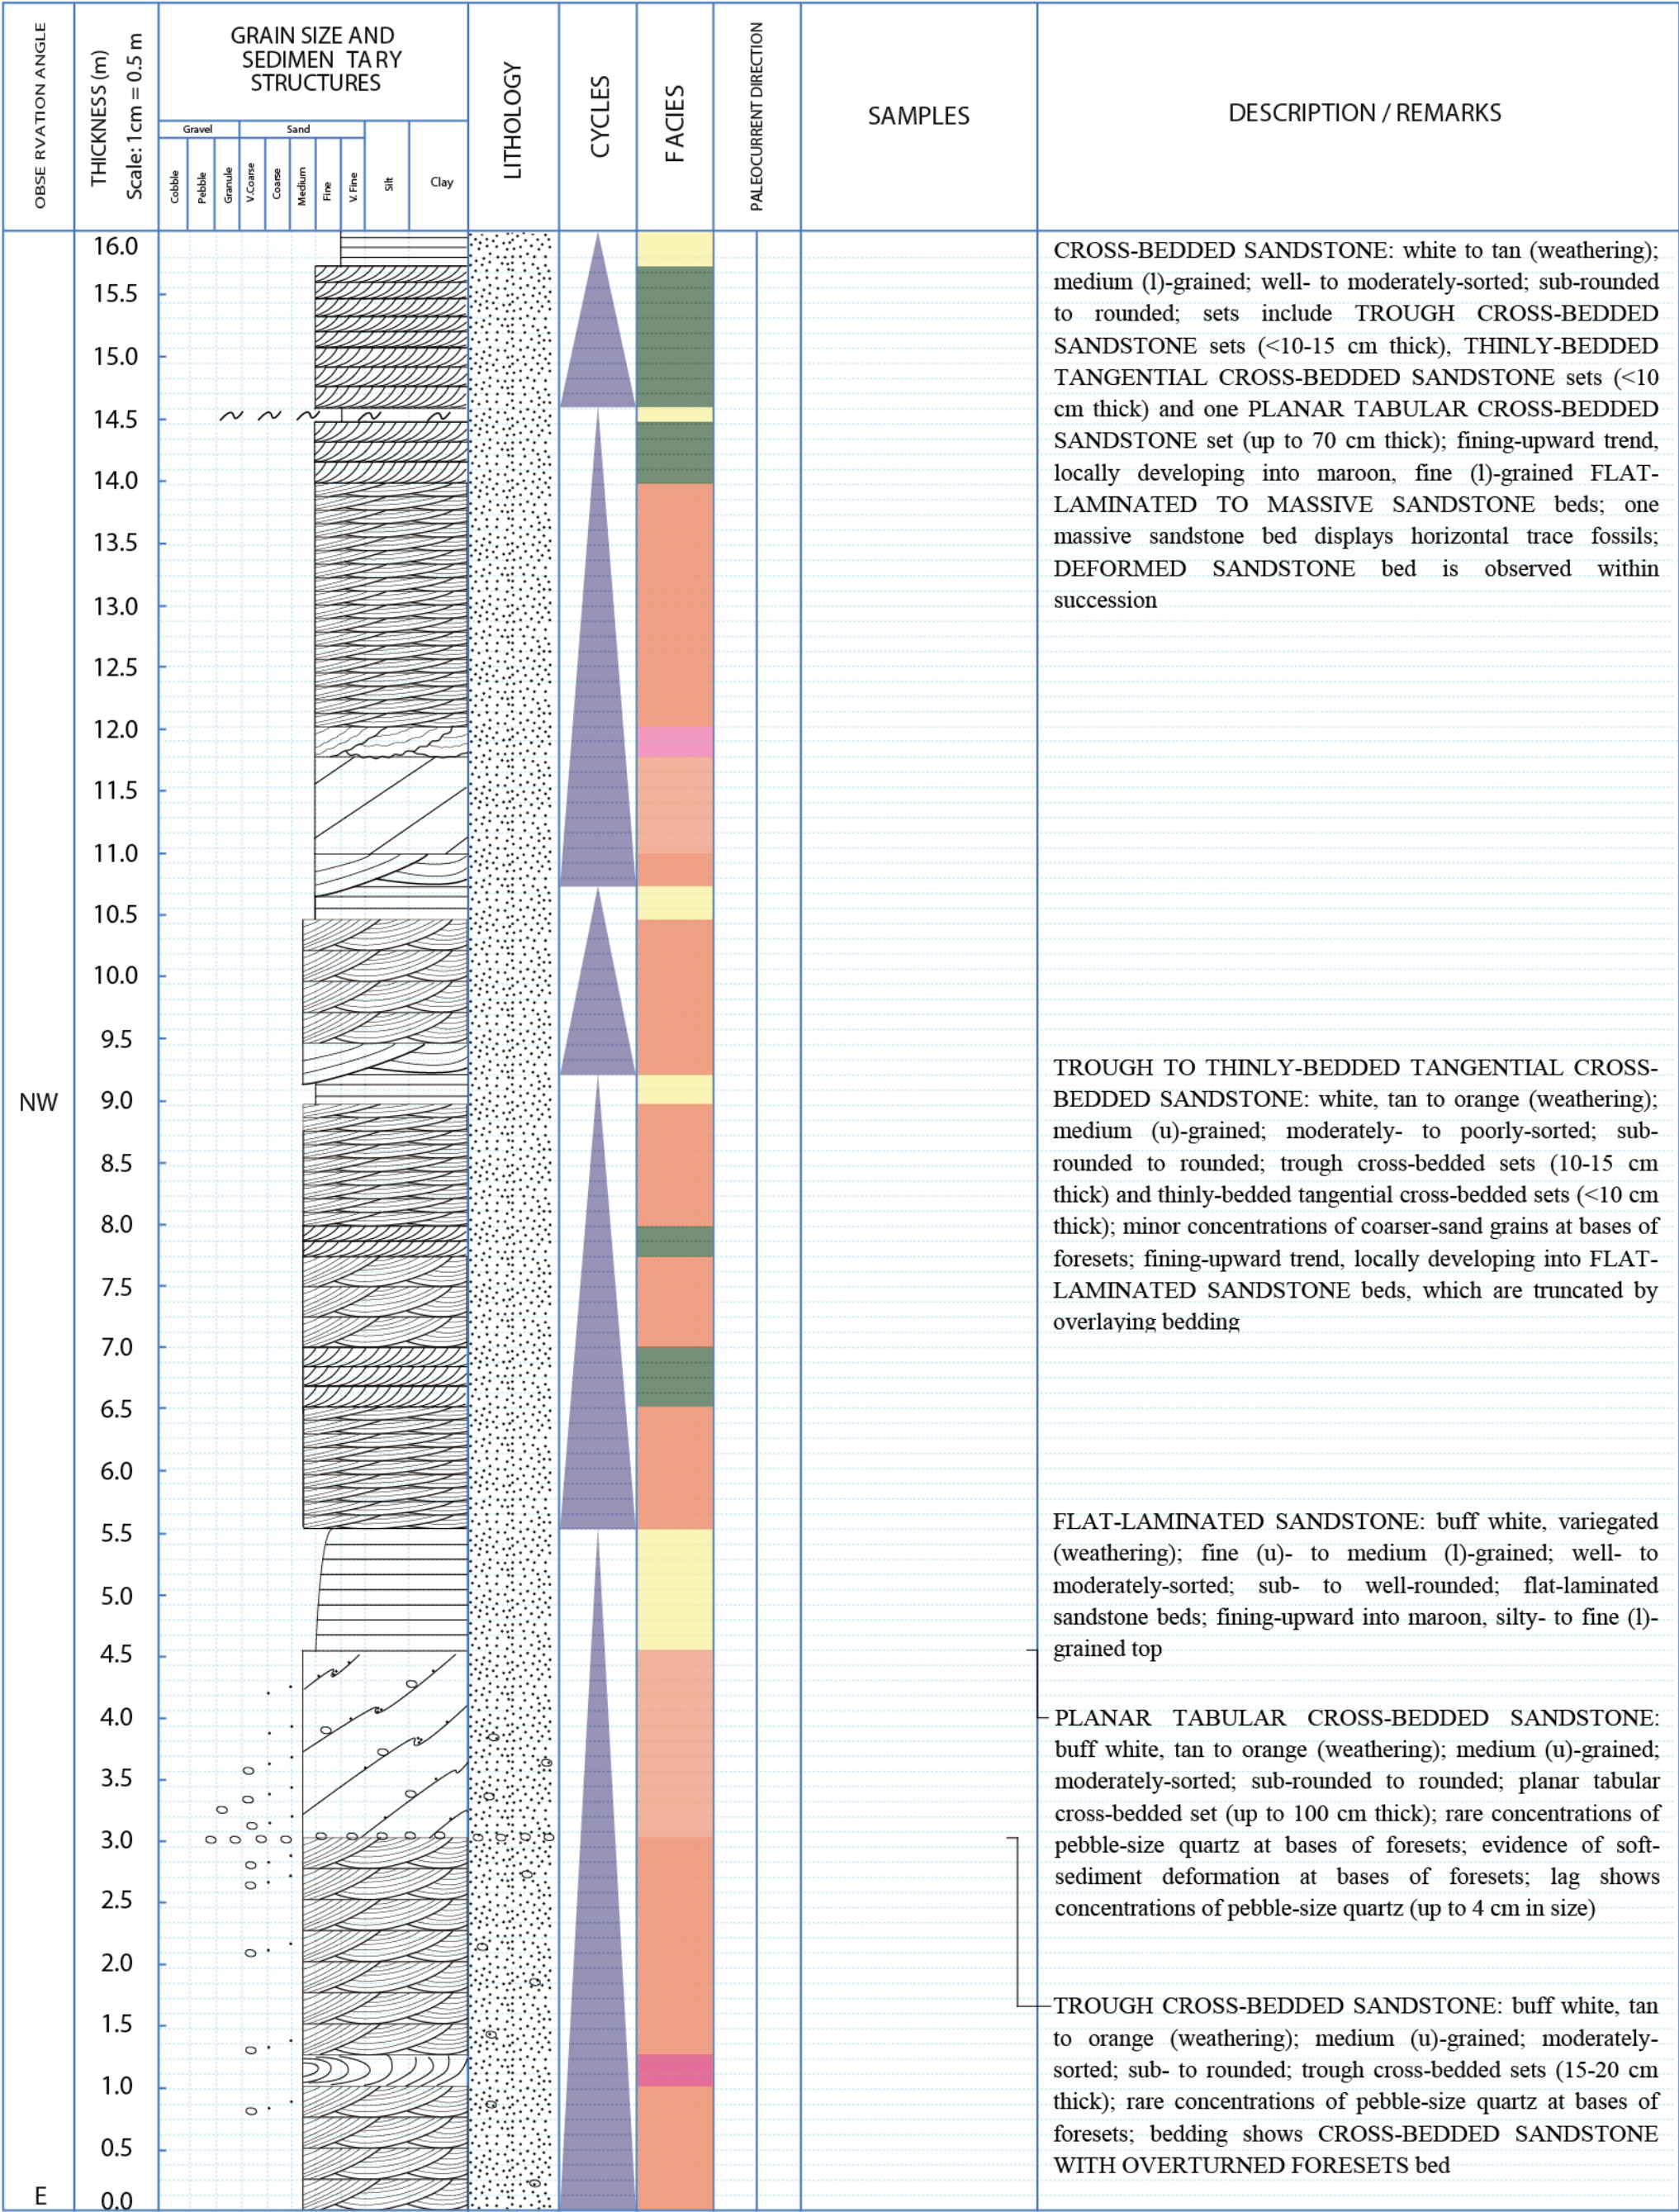 OBSE RVATION ANGLE
THICKNESS (m)
Scale: 1cm = 0.5 m
GRAIN SIZE AND
SEDIMEN TA RY
STRUCTURES
Gravel
Sand
Cobble
Pebble
Granule
V.Coarse
Coarse
Medium
Fine
V. Fine
Silt
Clay
LITHOLOGY
CYCLES
FACIES
PALEOCURRENT DIRECTION
SAMPLES
DESCRIPTION / REMARKS
16.0
15.5
15.0
14.5
14.0
13.5
13.0
12.5
12.0
11.5
11.0
10.5
10.0
9.5
9.0
8.5
8.0
7.5
7.0
6.5
6.0
5.5
5.0
4.5
4.0
3.5
3.0
2.5
2.0
1.5
1.0
0.5
0.0
NW
E
CROSS-BEDDED SANDSTONE: white to tan (weathering);
medium (l)-grained; well- to moderately-sorted; sub-rounded
to rounded; sets include TROUGH CROSS-BEDDED
SANDSTONE sets (<10-15 cm thick), THINLY-BEDDED
TANGENTIAL CROSS-BEDDED SANDSTONE sets (<10
cm thick) and one PLANAR TABULAR CROSS-BEDDED
SANDSTONE set (up to 70 cm thick); fining-upward trend,
locally developing into maroon, fine (l)-grained FLAT-
LAMINATED TO MASSIVE SANDSTONE beds; one
massive sandstone bed displays horizontal trace fossils;
DEFORMED SANDSTONE bed is observed within
succession
TROUGH TO THINLY-BEDDED TANGENTIAL CROSS-
BEDDED SANDSTONE: white, tan to orange (weathering);
medium (u)-grained; moderately- to poorly-sorted; sub-
rounded to rounded; trough cross-bedded sets (10-15 cm
thick) and thinly-bedded tangential cross-bedded sets (<10 cm
thick); minor concentrations of coarser-sand grains at bases of
foresets; fining-upward trend, locally developing into FLAT-
LAMINATED SANDSTONE beds, which are truncated by
overlaying bedding
FLAT-LAMINATED SANDSTONE: buff white, variegated
(weathering); fine (u)- to medium (l)-grained; well- to
moderately-sorted; sub- to well-rounded; flat-laminated
sandstone beds; fining-upward into maroon, silty- to fine (l)-
grained top
PLANAR TABULAR CROSS-BEDDED SANDSTONE:
buff white, tan to orange (weathering); medium (u)-grained;
moderately-sorted; sub-rounded to rounded; planar tabular
cross-bedded set (up to 100 cm thick); rare concentrations of
pebble-size quartz at bases of foresets; evidence of soft-
sediment deformation at bases of foresets; lag shows
concentrations of pebble-size quartz (up to 4 cm in size)
TROUGH CROSS-BEDDED SANDSTONE: buff white, tan
to orange (weathering); medium (u)-grained; moderately-
sorted; sub- to rounded; trough cross-bedded sets (15-20 cm
thick); rare concentrations of pebble-size quartz at bases of
foresets; bedding shows CROSS-BEDDED SANDSTONE
WITH OVERTURNED FORESETS bed